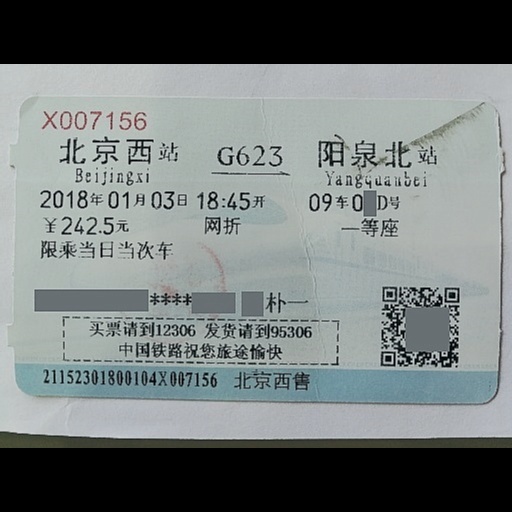 X007156
北京西站 G623 阳泉北站
Beijingxi Yangquanbei
2018年01月03日 18:45开 09车0 D号
￥242.5元 网折 一等座
限乘当日当次车
**** 朴一
买票请到12306 发货请到95306
中国铁路祝您旅途愉快
21152301800104X007156 北京西售